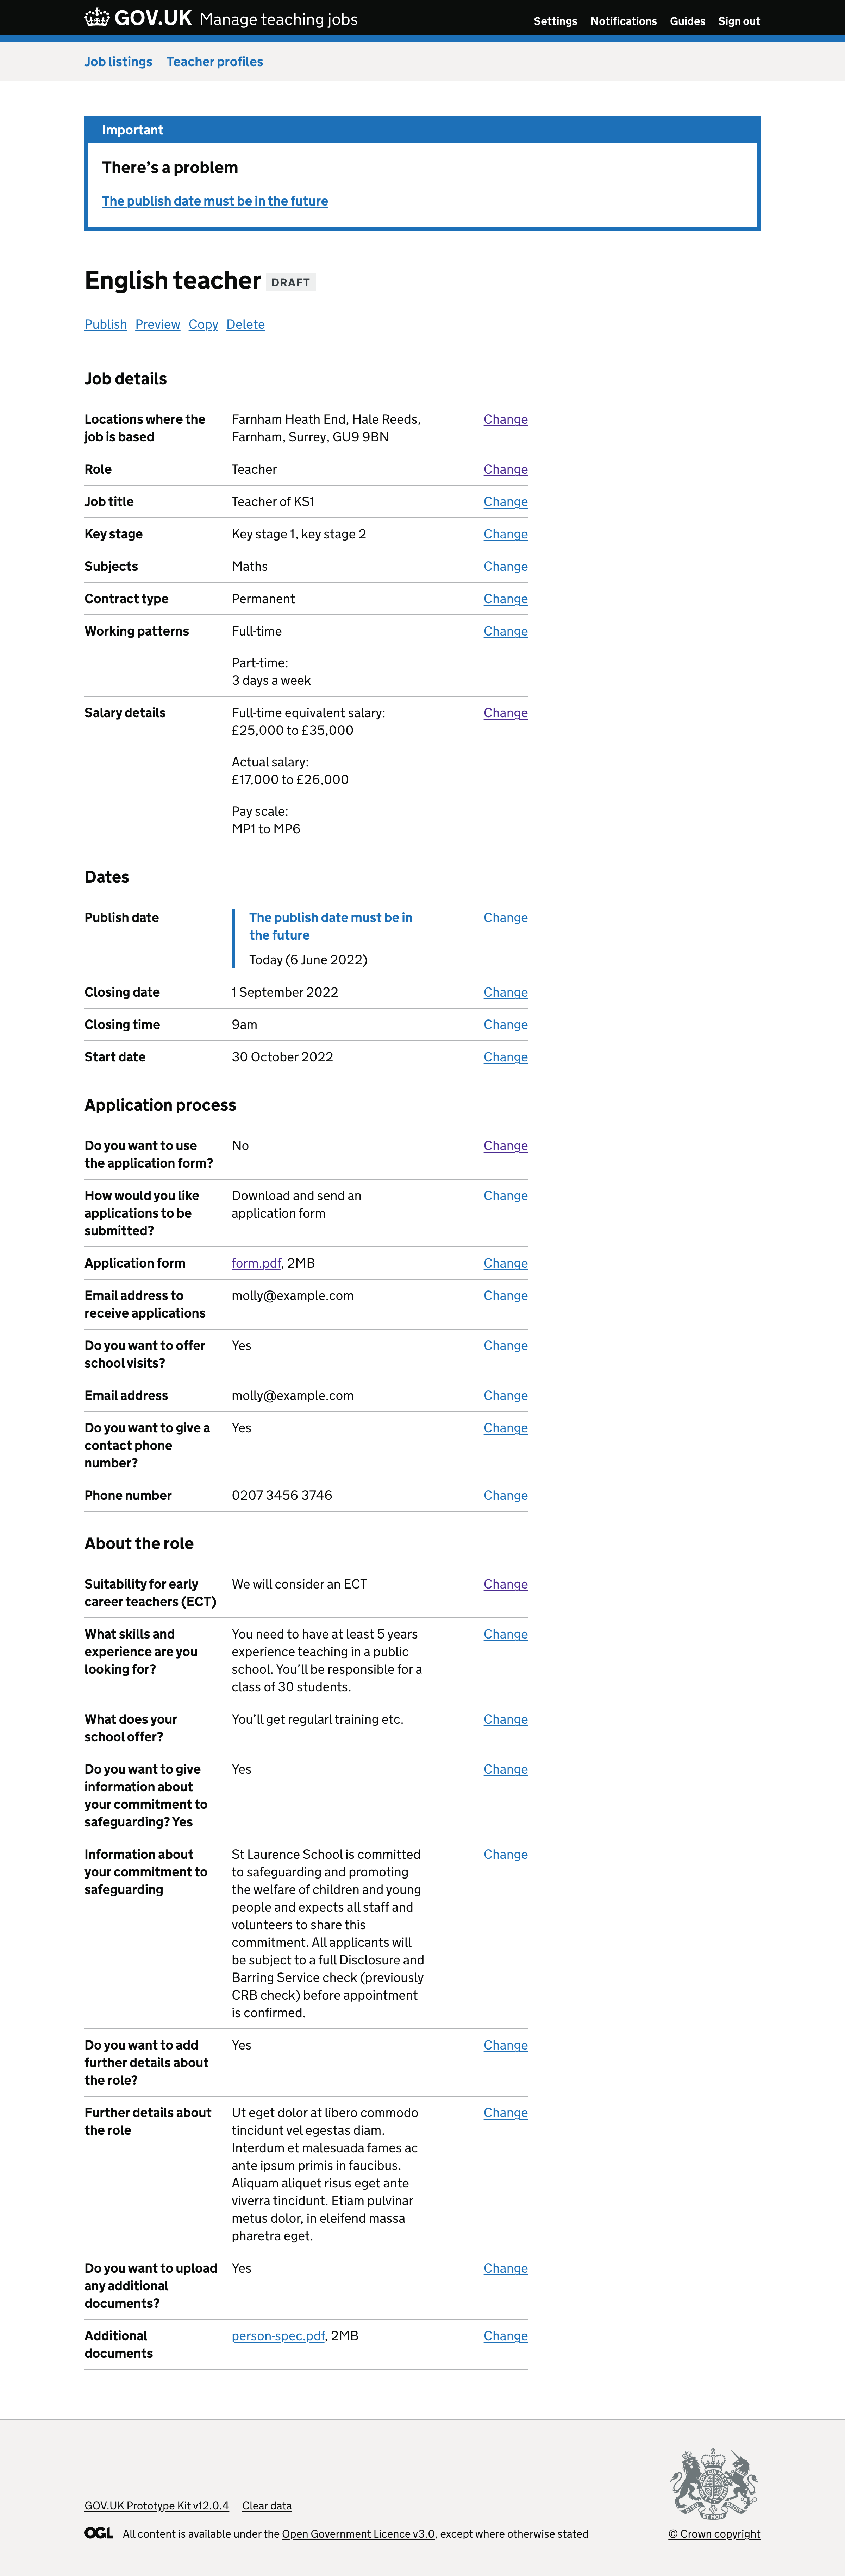 GOV.UK Manage teaching jobs
Settings Notifications Guides Sign out
Job listings Teacher profiles
Important
There’s a problem
The publish date must be in the future
English teacher DRAFT
Publish Preview Copy Delete
Job details
Locations where the job is based
Farnham Heath End, Hale Reeds,
Farnham, Surrey, GU9 9BN
Change
Role Teacher Change
Job title Teacher of KS1 Change
Key stage Key stage 1, key stage 2 Change
Subjects Maths Change
Contract type Permanent Change
Working patterns Full-time Change
Part-time:
3 days a week
Salary details Full-time equivalent salary: Change
£25,000 to £35,000
Actual salary:
£17,000 to £26,000
Pay scale:
MP1 to MP6
Dates
Publish date
The publish date must be in
the future
Today (6 June 2022)
Change
Closing date 1 September 2022 Change
Closing time 9am Change
Start date 30 October 2022 Change
Application process
Do you want to use
the application form?
No
Change
How would you like
applications to be
submitted?
Download and send an
application form
Change
Application form form.pdf, 2MB Change
Email address to
receive applications
molly@example.com
Change
Do you want to offer
school visits?
Yes
Change
Email address molly@example.com Change
Do you want to give a
contact phone
number?
Yes
Change
Phone number 0207 3456 3746 Change
About the role
Suitability for early
career teachers (ECT)
We will consider an ECT
Change
What skills and
experience are you
looking for?
You need to have at least 5 years
experience teaching in a public
school. You’ll be responsible for a
class of 30 students.
Change
What does your
school offer?
You’ll get regularl training etc.
Change
Do you want to give
information about
your commitment to
safeguarding? Yes
Yes
Change
Information about
your commitment to
safeguarding
St Laurence School is committed
to safeguarding and promoting
the welfare of children and young
people and expects all staff and
volunteers to share this
commitment. All applicants will
be subject to a full Disclosure and
Barring Service check (previously
CRB check) before appointment
is confirmed.
Change
Do you want to add
further details about
the role?
Yes
Change
Further details about
the role
Ut eget dolor at libero commodo
tincidunt vel egestas diam.
Interdum et malesuada fames ac
ante ipsum primis in faucibus.
Aliquam aliquet risus eget ante
viverra tincidunt. Etiam pulvinar
metus dolor, in eleifend massa
pharetra eget.
Change
Do you want to upload
any additional
documents?
Yes
Change
Additional
documents
person-spec.pdf, 2MB
Change
GOV.UK Prototype Kit v12.0.4 Clear data
OGL All content is available under the Open Government Licence v3.0, except where otherwise stated
© Crown copyright